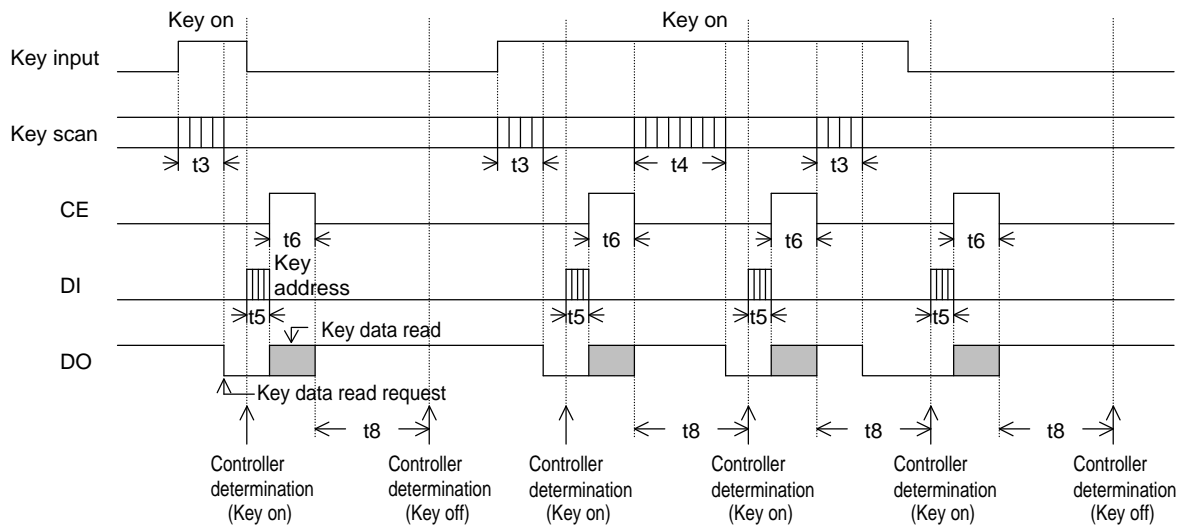 Key on
Key on
Key input
Key scan
t3
t3
t4
t3
CE
t6
t6
t6
t6
DI
Key
address
t5
t5
t5
t5
Key data read
DO
Key data read request
t8
t8
t8
t8
Controller
determination
(Key on)
Controller
determination
(Key off)
Controller
determination
(Key on)
Controller
determination
(Key on)
Controller
determination
(Key on)
Controller
determination
(Key off)